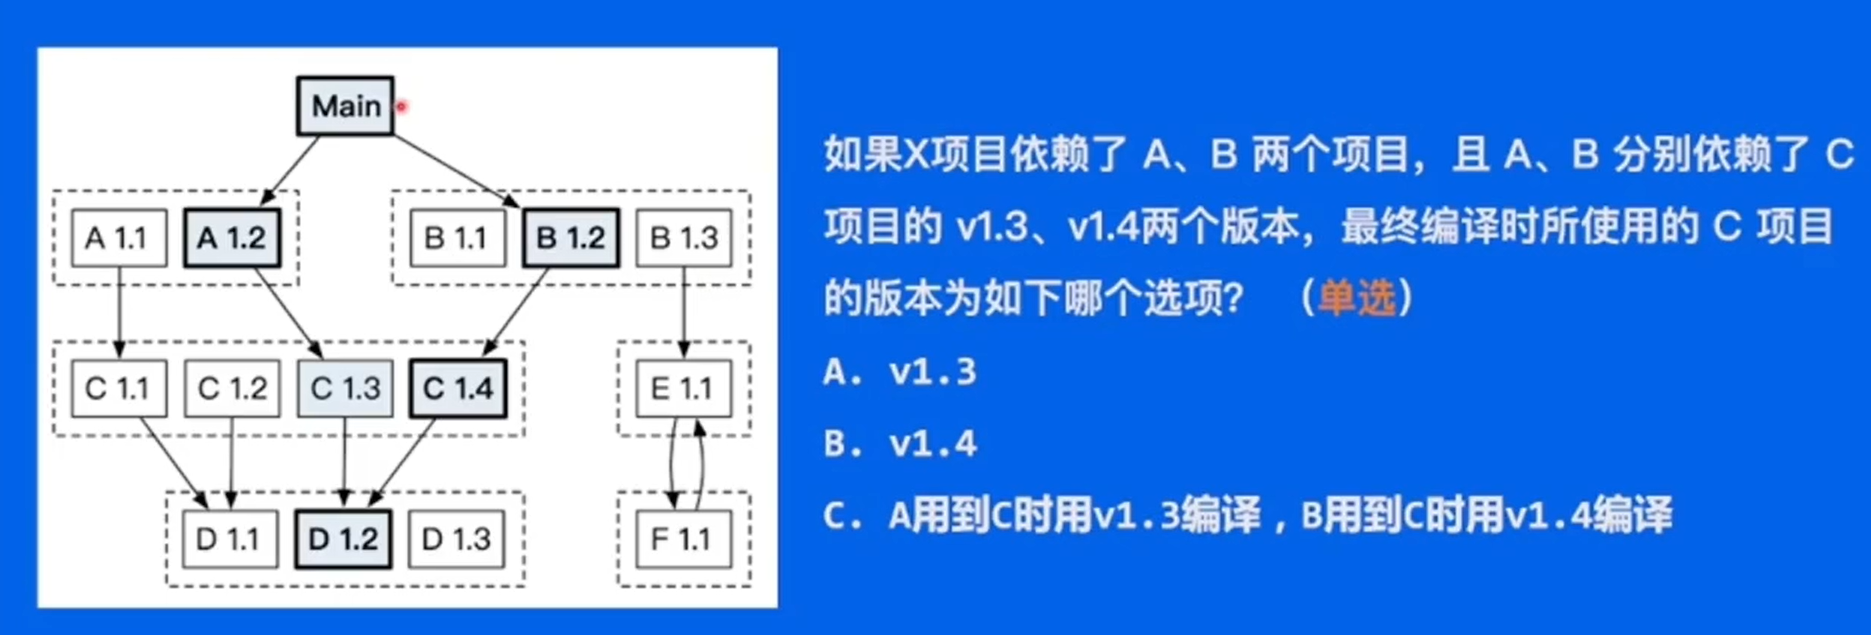 Main
A 1.1
A 1.2
B 1.1
B 1.2
B 1.3
C 1.1
C 1.2
C 1.3
C 1.4
E 1.1
D 1.1
D 1.2
D 1.3
F 1.1
如果X项目依赖了 A、B 两个项目，且 A、B 分别依赖了 C
项目的 v1.3、v1.4两个版本，最终编译时所使用的 C 项目
的版本为如下哪个选项? （单选）
A. v1.3
B. v1.4
C. A用到C时用v1.3编译，B用到C时用v1.4编译